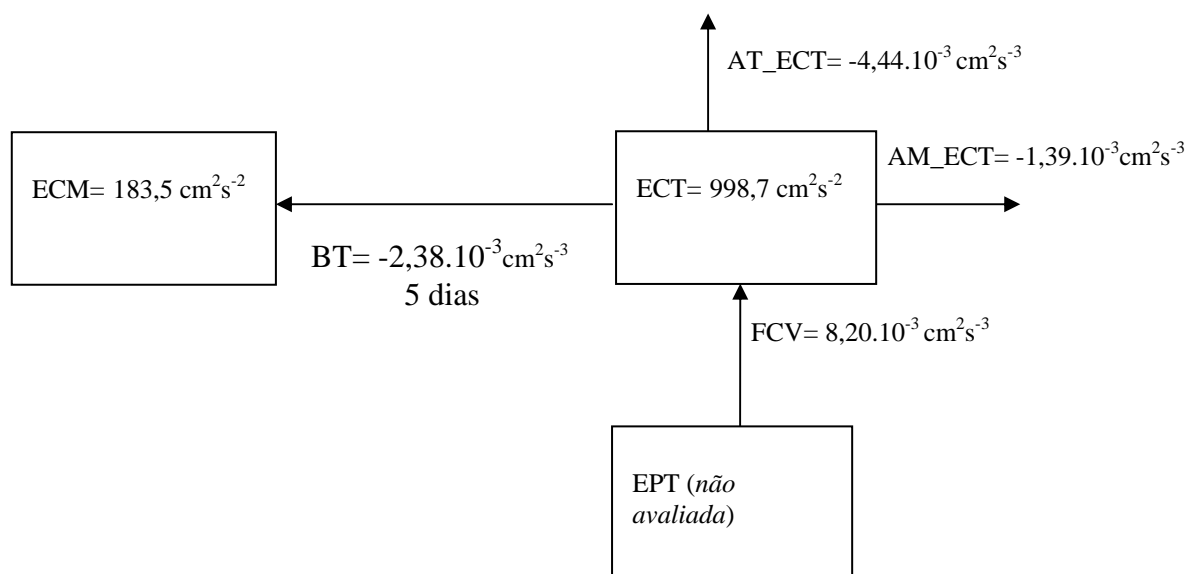 AT_ECT= -4,44.10⁻³ cm²s⁻³
AM_ECT= -1,39.10⁻³cm²s⁻³
ECM= 183,5 cm²s⁻²
ECT= 998,7 cm²s⁻²
BT= -2,38.10⁻³cm²s⁻³
5 dias
FCV= 8,20.10⁻³ cm²s⁻³
EPT (não
avaliada)